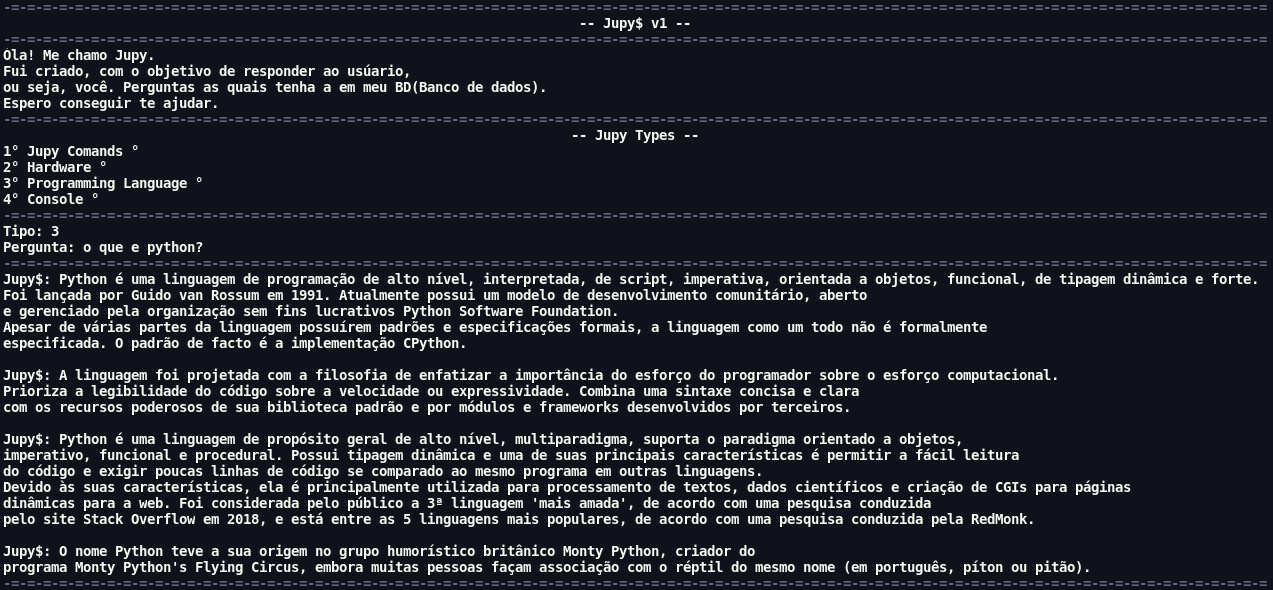 -- Jupy$ v1 --
Ola! Me chamo Jupy.
Fui criado, com o objetivo de responder ao usúario,
ou seja, você. Perguntas as quais tenha a em meu BD(Banco de dados).
Espero conseguir te ajudar.
-- Jupy Types --
1° Jupy Comands °
2° Hardware °
3° Programming Language °
4° Console °
Tipo: 3
Pergunta: o que e python?
Jupy$: Python é uma linguagem de programação de alto nível, interpretada, de script, imperativa, orientada a objetos, funcional, de tipagem dinâmica e forte.
Foi lançada por Guido van Rossum em 1991. Atualmente possui um modelo de desenvolvimento comunitário, aberto
e gerenciado pela organização sem fins lucrativos Python Software Foundation.
Apesar de várias partes da linguagem possuírem padrões e especificações formais, a linguagem como um todo não é formalmente
especificada. O padrão de facto é a implementação CPython.
Jupy$: A linguagem foi projetada com a filosofia de enfatizar a importância do esforço do programador sobre o esforço computacional.
Prioriza a legibilidade do código sobre a velocidade ou expressividade. Combina uma sintaxe concisa e clara
com os recursos poderosos de sua biblioteca padrão e por módulos e frameworks desenvolvidos por terceiros.
Jupy$: Python é uma linguagem de propósito geral de alto nível, multiparadigma, suporta o paradigma orientado a objetos,
imperativo, funcional e procedural. Possui tipagem dinâmica e uma de suas principais características é permitir a fácil leitura
do código e exigir poucas linhas de código se comparado ao mesmo programa em outras linguagens.
Devido às suas características, ela é principalmente utilizada para processamento de textos, dados científicos e criação de CGIs para páginas
dinâmicas para a web. Foi considerada pelo público a 3ª linguagem 'mais amada', de acordo com uma pesquisa conduzida
pelo site Stack Overflow em 2018, e está entre as 5 linguagens mais populares, de acordo com uma pesquisa conduzida pela RedMonk.
Jupy$: O nome Python teve a sua origem no grupo humorístico britânico Monty Python, criador do
programa Monty Python's Flying Circus, embora muitas pessoas façam associação com o réptil do mesmo nome (em português, píton ou pitão).